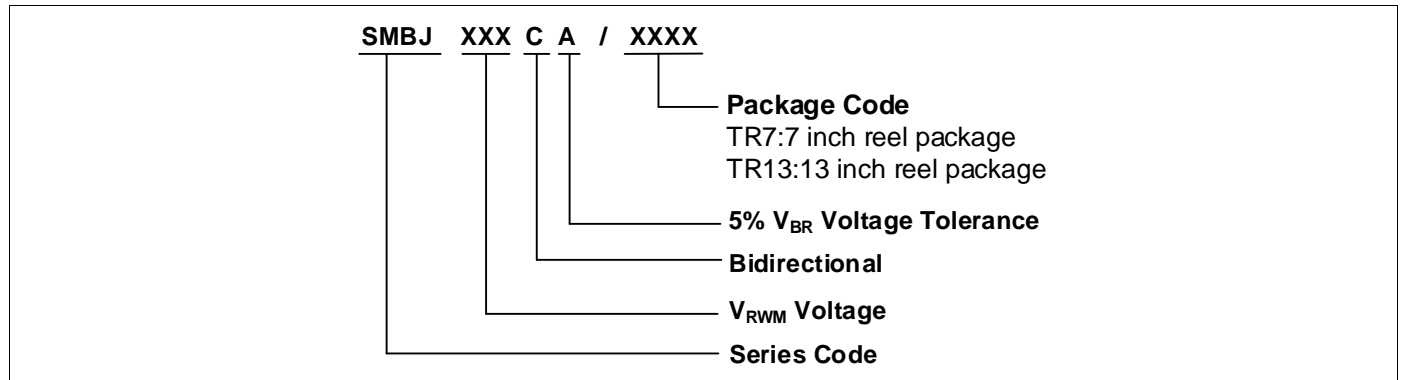 SMBJ XXX C A / XXXX
Package Code
TR7:7 inch reel package
TR13:13 inch reel package
5% VBR Voltage Tolerance
Bidirectional
VRWM Voltage
Series Code